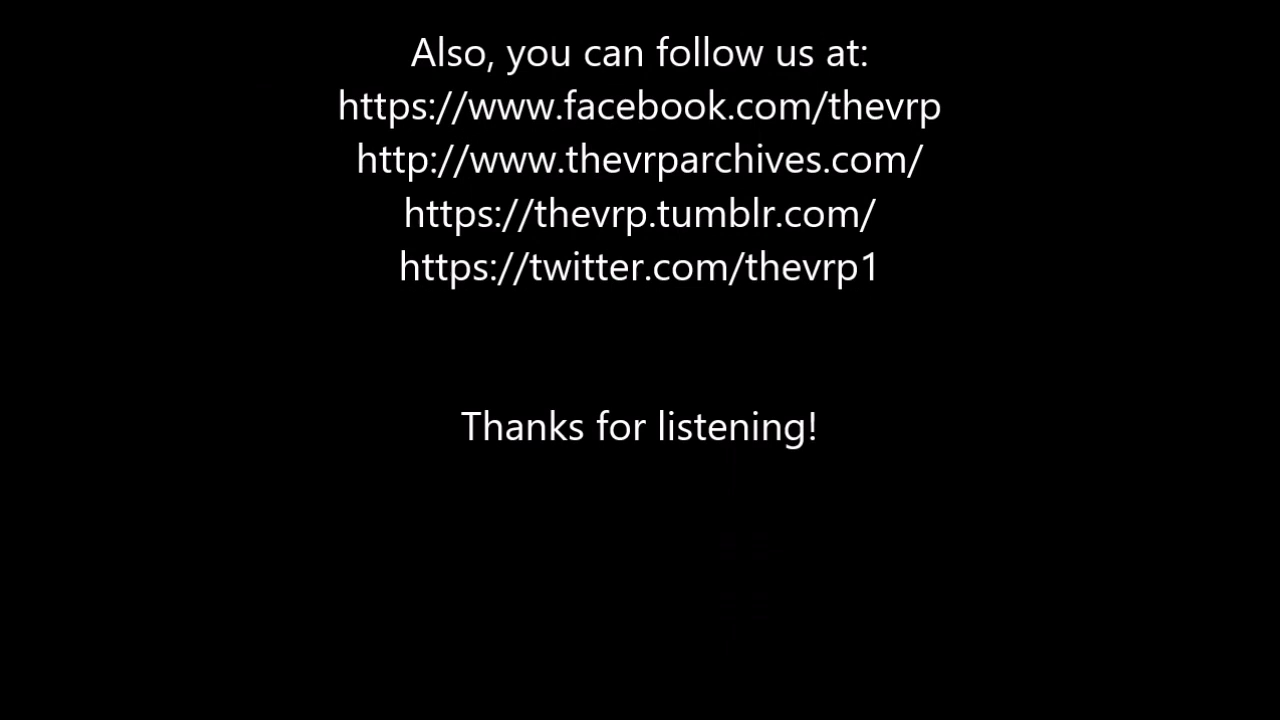 Also, you can follow us at:
https://www.facebook.com/thevrp
http://www.thevrparchives.com/
https://thevrp.tumblr.com/
https://twitter.com/thevrp1
Thanks for listening!